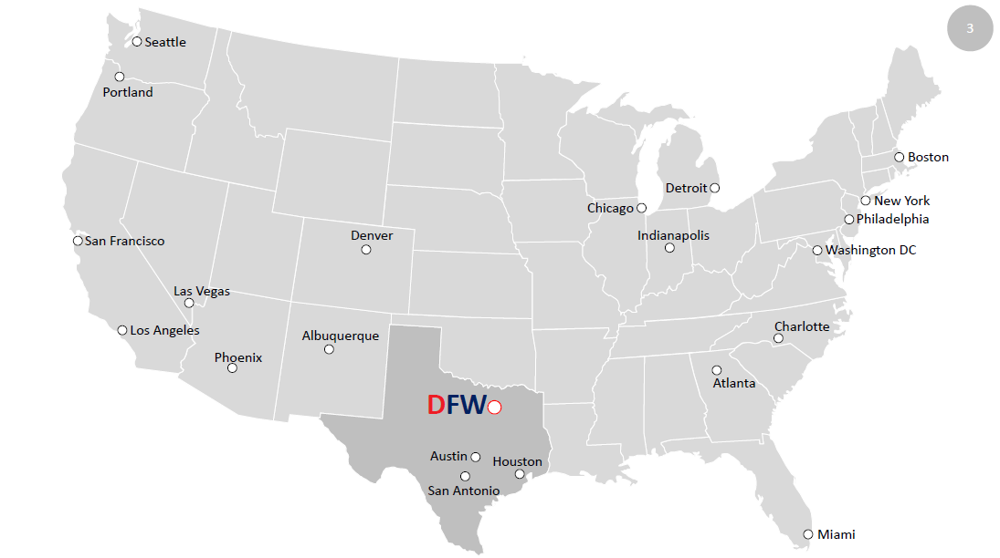 3
Seattle
Portland
Boston
Detroit
New York
Chicago
Philadelphia
Indianapolis
Denver
San Francisco
Washington DC
Las Vegas
Los Angeles
Charlotte
Albuquerque
Phoenix
Atlanta
DFW
Austin
Houston
San Antonio
Miami